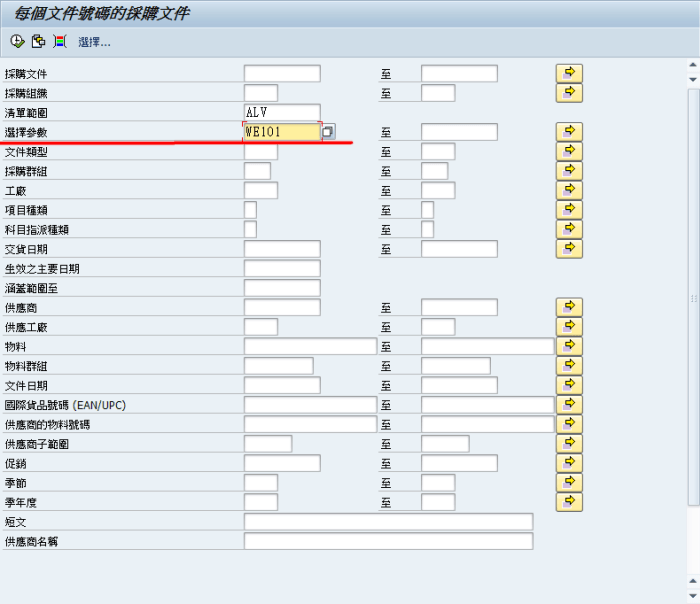 每個文件號碼的採購文件
選擇...
採購文件 至
採購組織 至
清單範圍 ALV
選擇參數 WE101 至
文件類型 至
採購群組 至
工廠 至
項目種類 至
科目指派種類 至
交貨日期 至
生效之主要日期
涵蓋範圍至
供應商 至
供應工廠 至
物料 至
物料群組 至
文件日期 至
國際貨品號碼 (EAN/UPC) 至
供應商的物料號碼 至
供應商子範圍 至
促銷 至
季節 至
季年度 至
短文
供應商名稱